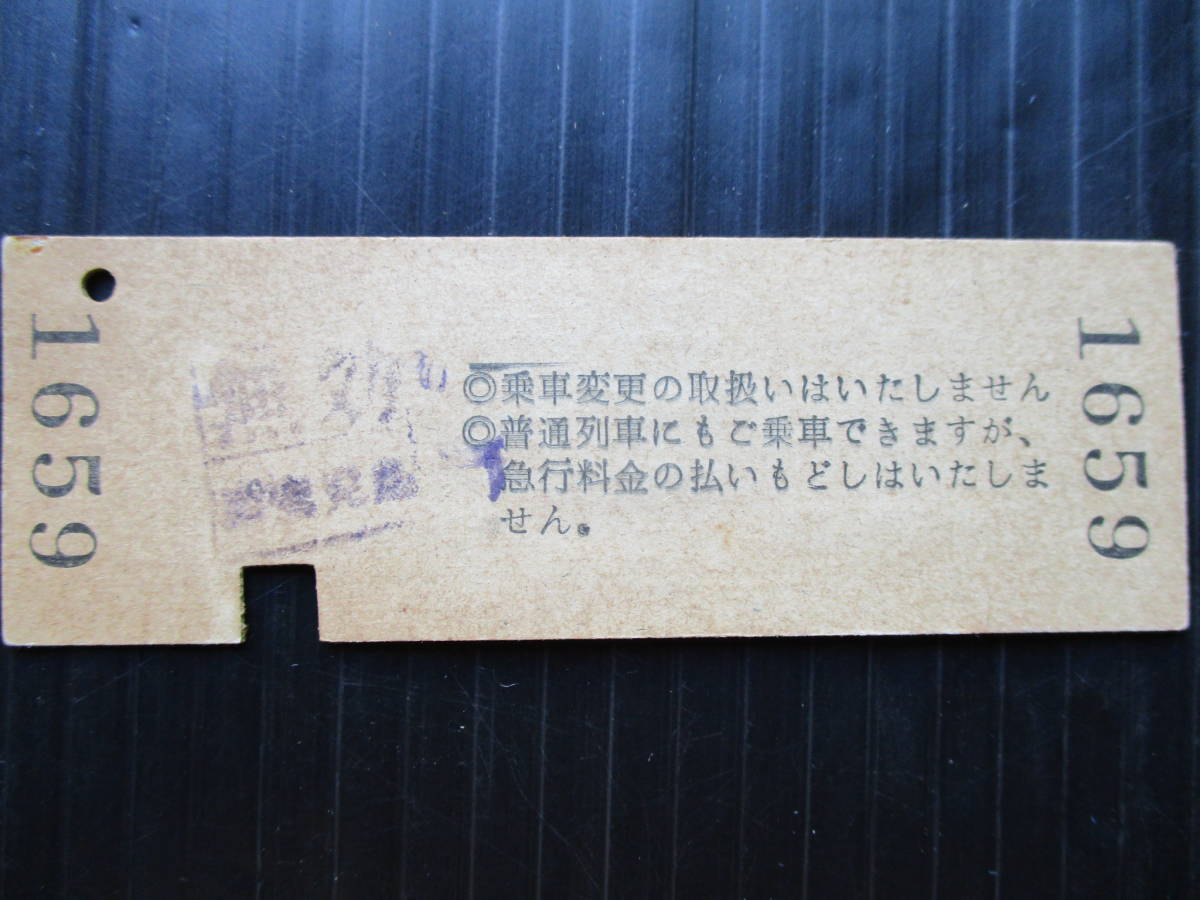 1659
◎乗車変更の取扱いはいたしません
◎普通列車にもご乗車できますが、
急行料金の払いもどしはいたしま
せん。
1659